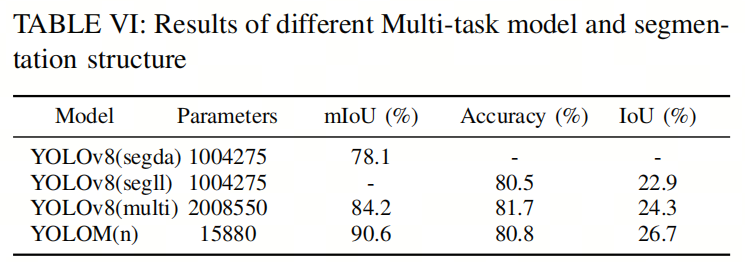 TABLE VI: Results of different Multi-task model and segmen-
tation structure
Model Parameters mIoU (%) Accuracy (%) IoU (%)
YOLOv8(segda) 1004275 78.1 - -
YOLOv8(segll) 1004275 - 80.5 22.9
YOLOv8(multi) 2008550 84.2 81.7 24.3
YOLOM(n) 15880 90.6 80.8 26.7